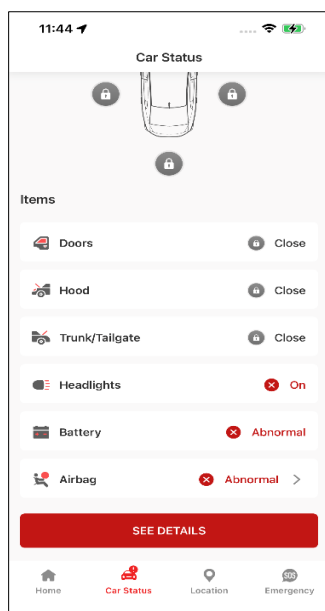 11:44
Car Status
Items
Doors Close
Hood Close
Trunk/Tailgate Close
Headlights On
Battery Abnormal
Airbag Abnormal >
SEE DETAILS
Home Car Status Location SOS Emergency